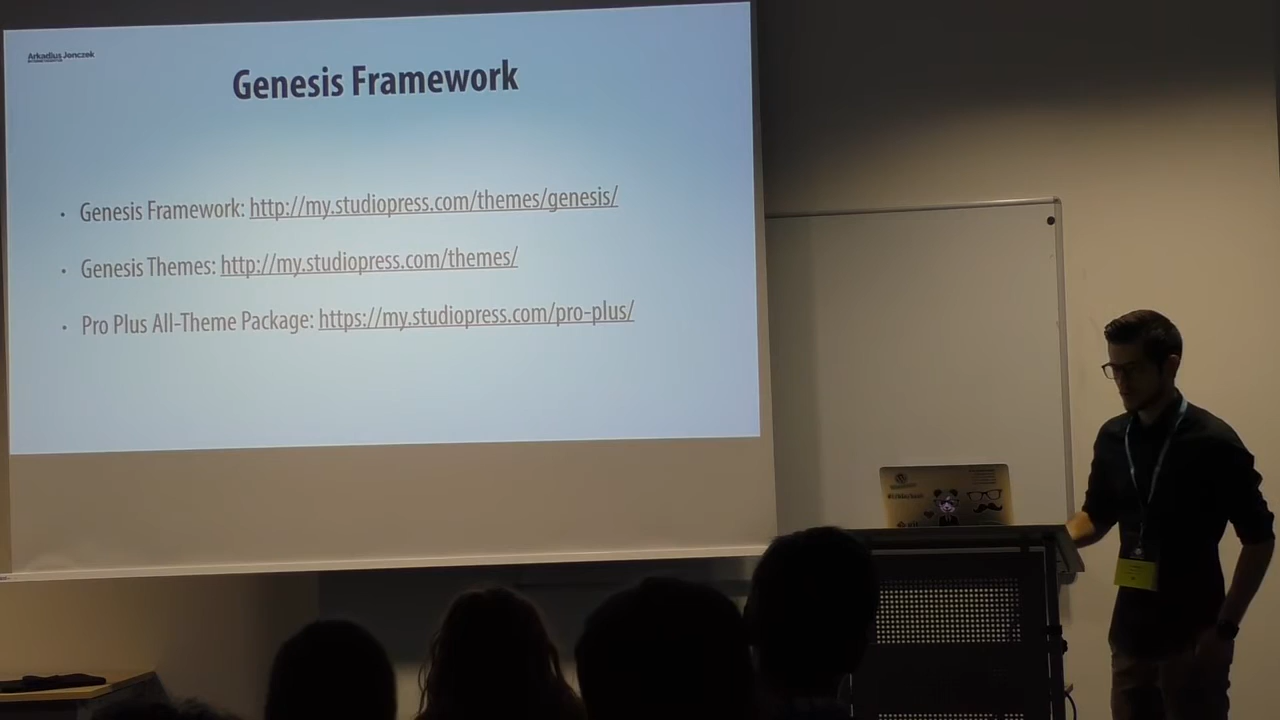 Arkadius Jonczek
Genesis Framework
• Genesis Framework: http://my.studiopress.com/themes/genesis/
• Genesis Themes: http://my.studiopress.com/themes/
• Pro Plus All-Theme Package: https://my.studiopress.com/pro-plus/